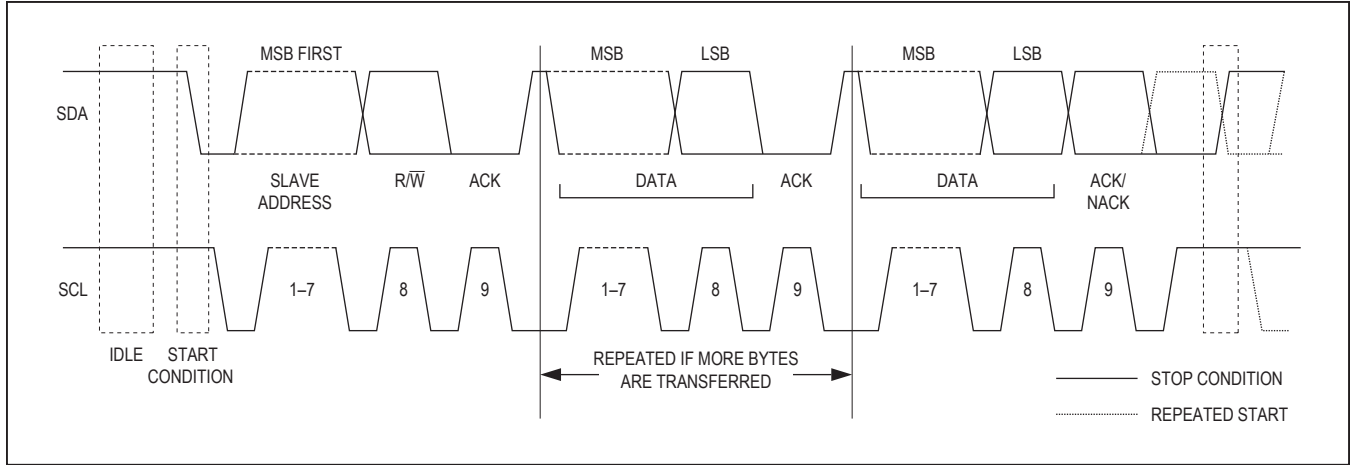 MSB FIRST
MSB
LSB
MSB
LSB
SDA
SLAVE
ADDRESS
R/W̅
ACK
DATA
ACK
DATA
ACK/
NACK
SCL
1–7
8
9
1–7
8
9
1–7
8
9
IDLE
START
CONDITION
REPEATED IF MORE BYTES
ARE TRANSFERRED
STOP CONDITION
REPEATED START